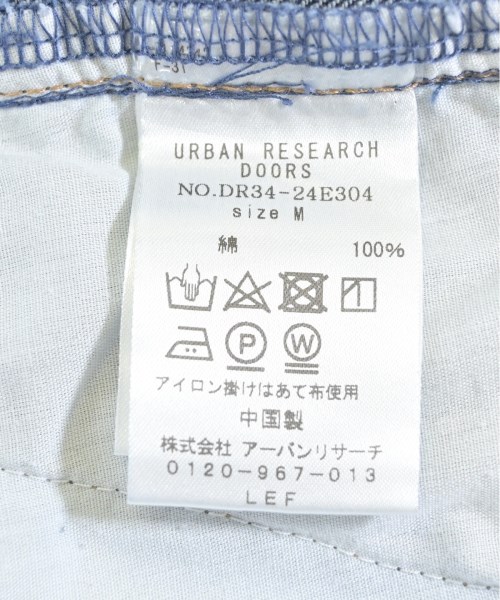 URBAN RESEARCH
DOORS
NO.DR34-24E304
size M
綿 100%
P W
アイロン掛けはあて布使用
中国製
株式会社 アーバンリサーチ
0120-967-013
LEF